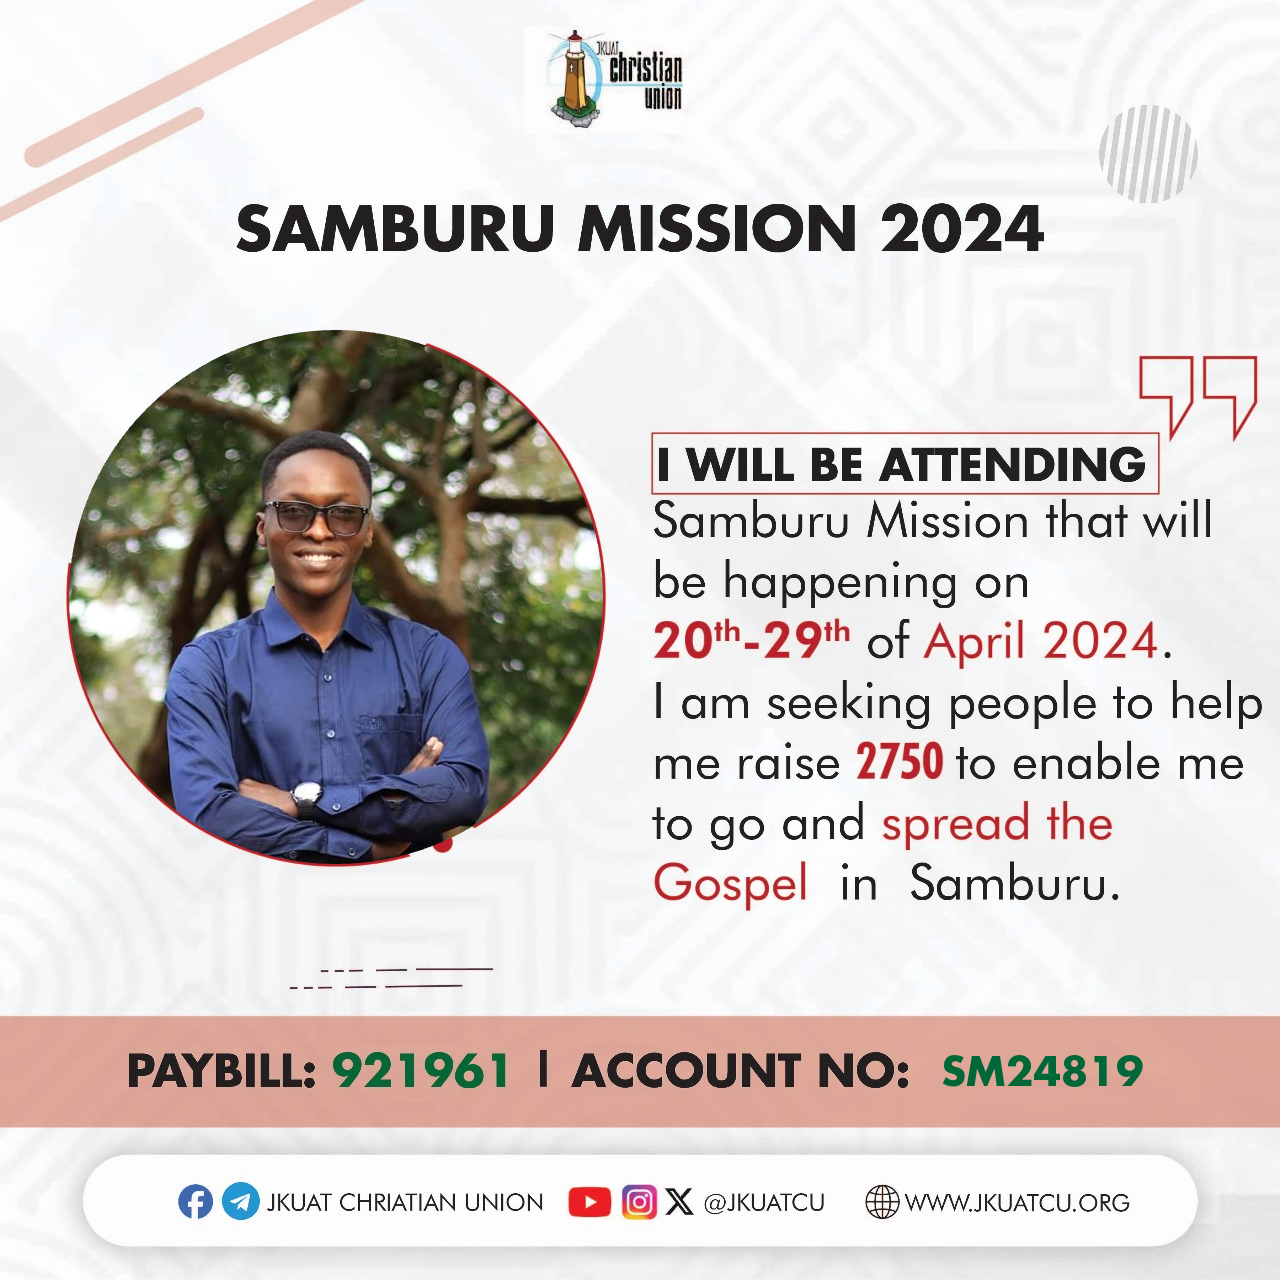 JKUAT
christian
union
SAMBURU MISSION 2024
I WILL BE ATTENDING
Samburu Mission that will
be happening on
20th-29th of April 2024.
I am seeking people to help
me raise 2750 to enable me
to go and spread the
Gospel in Samburu.
PAYBILL: 921961 | ACCOUNT NO: SM24819
JKUAT CHRIATIAN UNION @JKUATCU WWW.JKUATCU.ORG